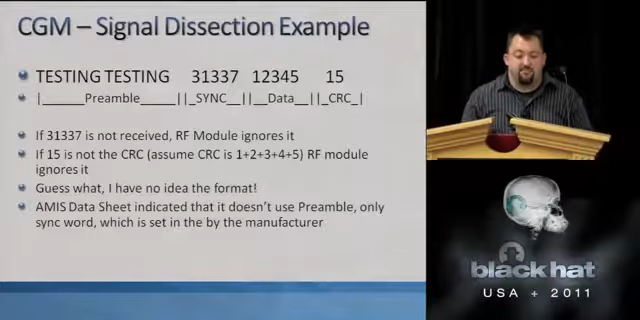 CGM – Signal Dissection Example
TESTING TESTING 31337 12345 15
|______Preamble_____||_SYNC__||__Data__||_CRC_|
If 31337 is not received, RF Module ignores it
If 15 is not the CRC (assume CRC is 1+2+3+4+5) RF module
ignores it
Guess what, I have no idea the format!
AMIS Data Sheet indicated that it doesn't use Preamble, only
sync word, which is set in the by the manufacturer
black hat
USA + 2011